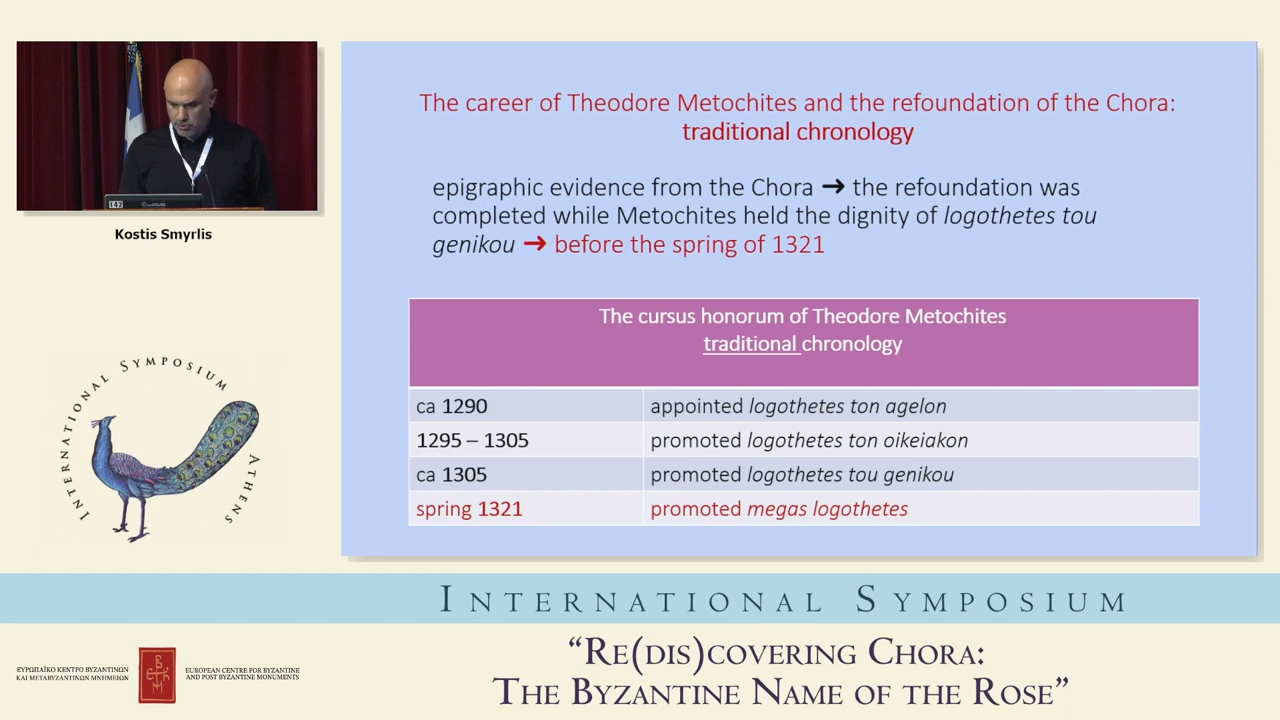 The career of Theodore Metochites and the refoundation of the Chora:
traditional chronology
epigraphic evidence from the Chora ➔ the refoundation was
completed while Metochites held the dignity of logothetes tou
genikou ➔ before the spring of 1321
The cursus honorum of Theodore Metochites
traditional chronology
ca 1290 appointed logothetes ton agelon
1295 – 1305 promoted logothetes ton oikeiakon
ca 1305 promoted logothetes tou genikou
spring 1321 promoted megas logothetes
142
Kostis Smyrlis
INTERNATIONAL SYMPOSIUM ATHENS
INTERNATIONAL SYMPOSIUM
ΕΥΡΩΠΑΪΚΟ ΚΕΝΤΡΟ ΒΥΖΑΝΤΙΝΩΝ
ΚΑΙ ΜΕΤΑΒΥΖΑΝΤΙΝΩΝ ΜΝΗΜΕΙΩΝ
EUROPEAN CENTRE FOR BYZANTINE
AND POST BYZANTINE MONUMENTS
“RE(DIS)COVERING CHORA:
THE BYZANTINE NAME OF THE ROSE”